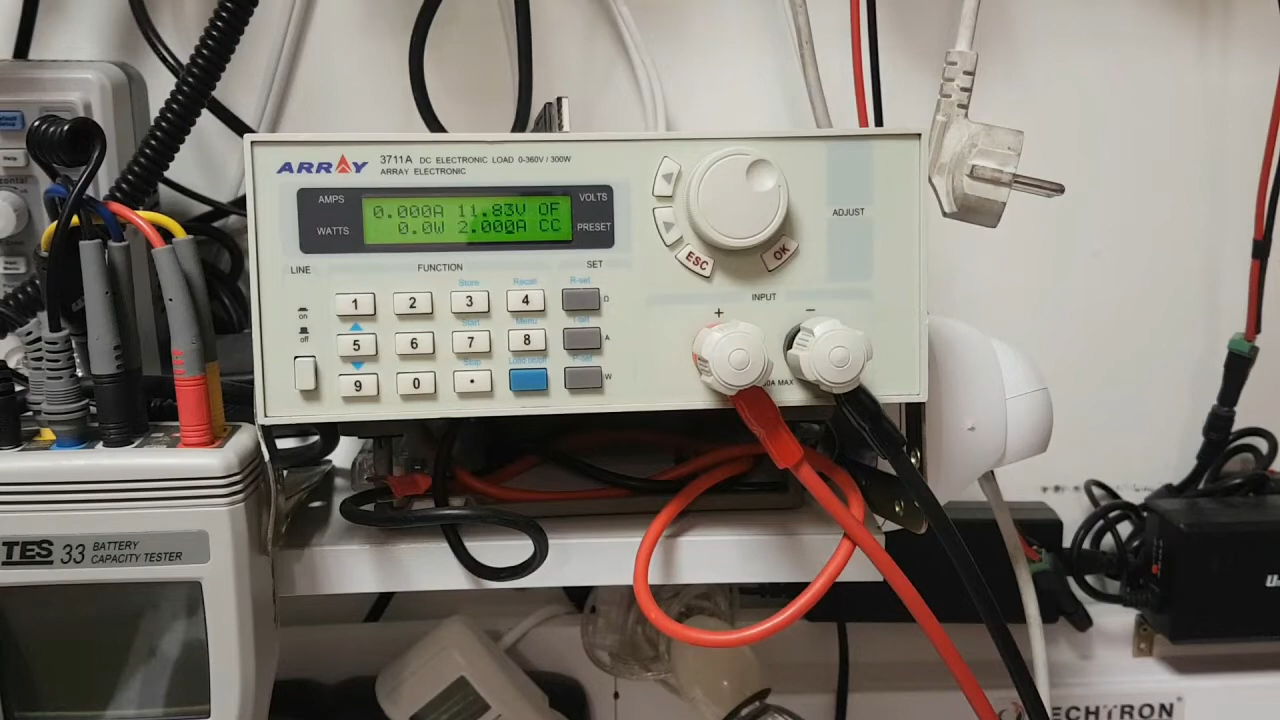 ARRAY 3711A DC ELECTRONIC LOAD 0-360V / 300W
ARRAY ELECTRONIC
AMPS
VOLTS
WATTS
PRESET
0.000A 11.83V OF
0.0W 2.000A CC
ESC
OK
ADJUST
LINE
FUNCTION
SET
INPUT
+ −
on
off
Store Recall R-set
1 2 3 4 Ω
Start Menu
5 6 7 8 A
Stop Load on/off
9 0 • W
A MAX
Help
TES 33 BATTERY
CAPACITY TESTER
ECHTRON